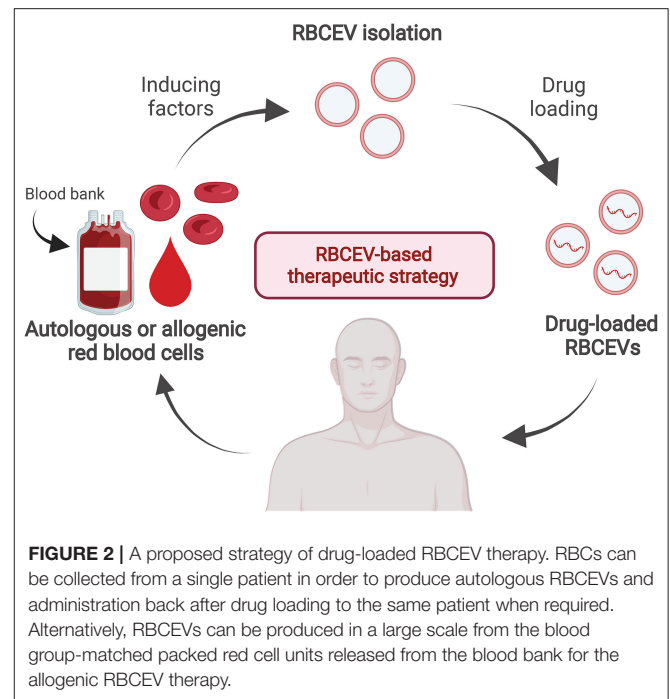 RBCEV isolation
Inducing
factors
Drug
loading
Blood bank
RBCEV-based
therapeutic strategy
Autologous or allogenic
red blood cells
Drug-loaded
RBCEVs
FIGURE 2 | A proposed strategy of drug-loaded RBCEV therapy. RBCs can
be collected from a single patient in order to produce autologous RBCEVs and
administration back after drug loading to the same patient when required.
Alternatively, RBCEVs can be produced in a large scale from the blood
group-matched packed red cell units released from the blood bank for the
allogenic RBCEV therapy.